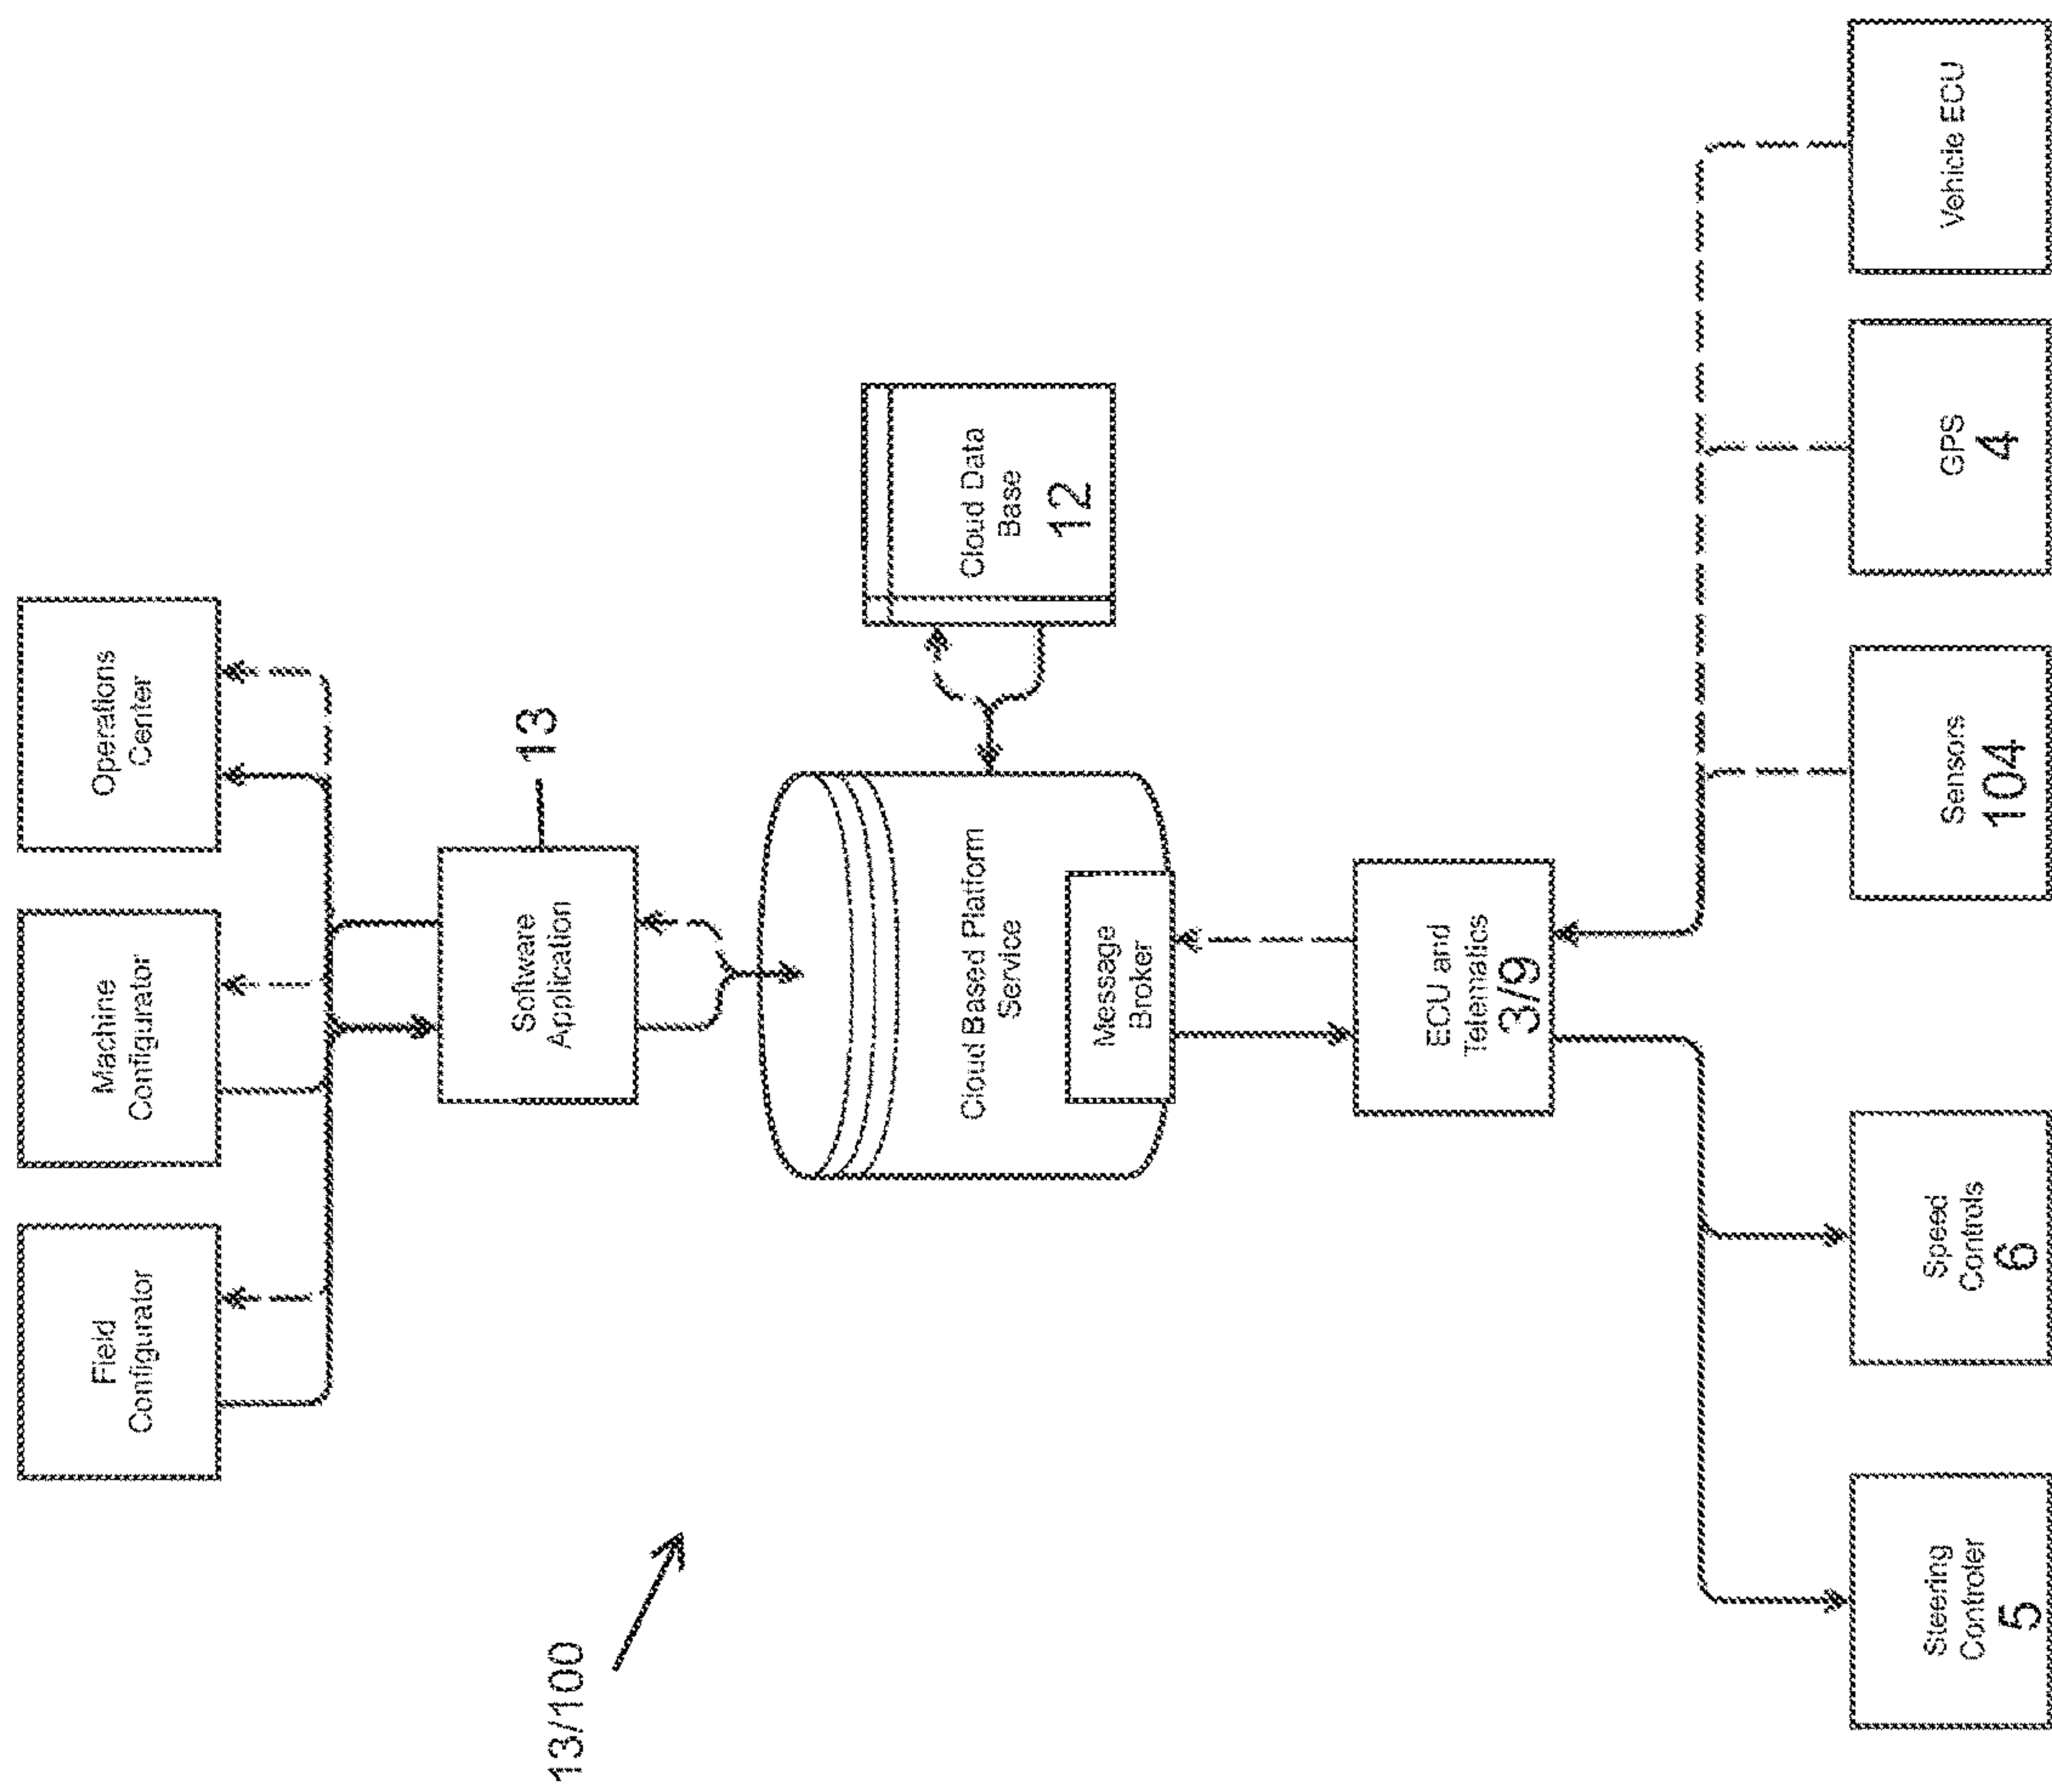 Field
Configurator
Machine
Configurator
Operations
Center
13
Software
Application
13/100
Cloud Based Platform
Service
Message
Broker
Cloud Data
Base
12
ECU and
Telematics
3/9
Steering
Controler
5
Speed
Controls
6
Sensors
104
GPS
4
Vehicle ECU